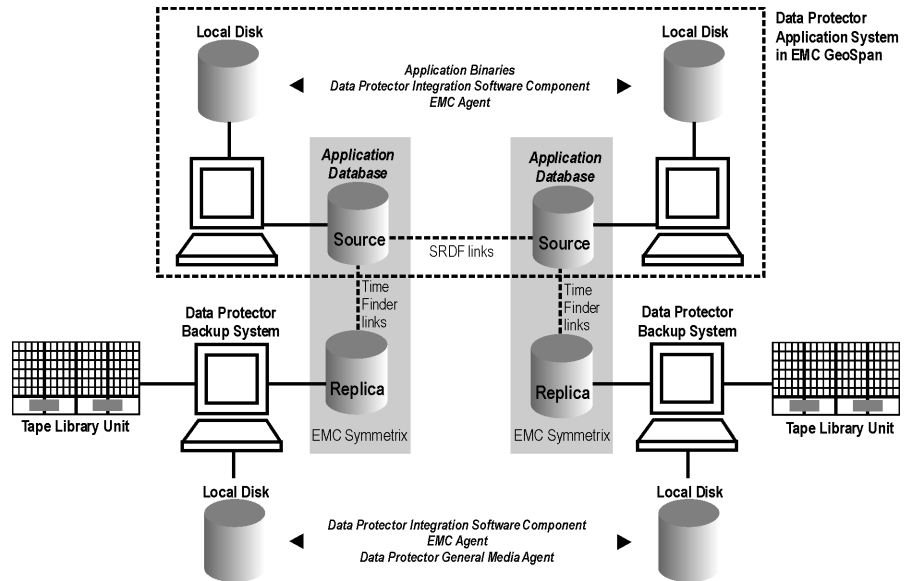 Data Protector
Application System
in EMC GeoSpan
Local Disk
Local Disk
Application Binaries
Data Protector Integration Software Component
EMC Agent
Application
Database
Application
Database
Source
Source
SRDF links
Time
Finder
links
Time
Finder
links
Data Protector
Backup System
Data Protector
Backup System
Replica
Replica
Tape Library Unit
EMC Symmetrix
EMC Symmetrix
Tape Library Unit
Local Disk
Local Disk
Data Protector Integration Software Component
EMC Agent
Data Protector General Media Agent